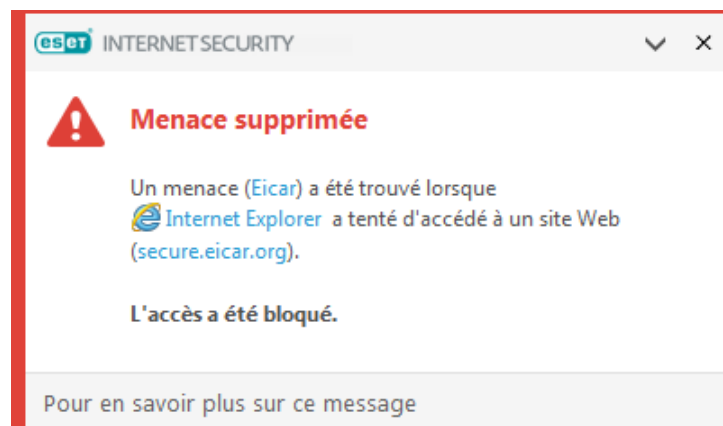 eset INTERNET SECURITY
Menace supprimée
Un menace (Eicar) a été trouvé lorsque
Internet Explorer a tenté d'accédé à un site Web
(secure.eicar.org).
L'accès a été bloqué.
Pour en savoir plus sur ce message